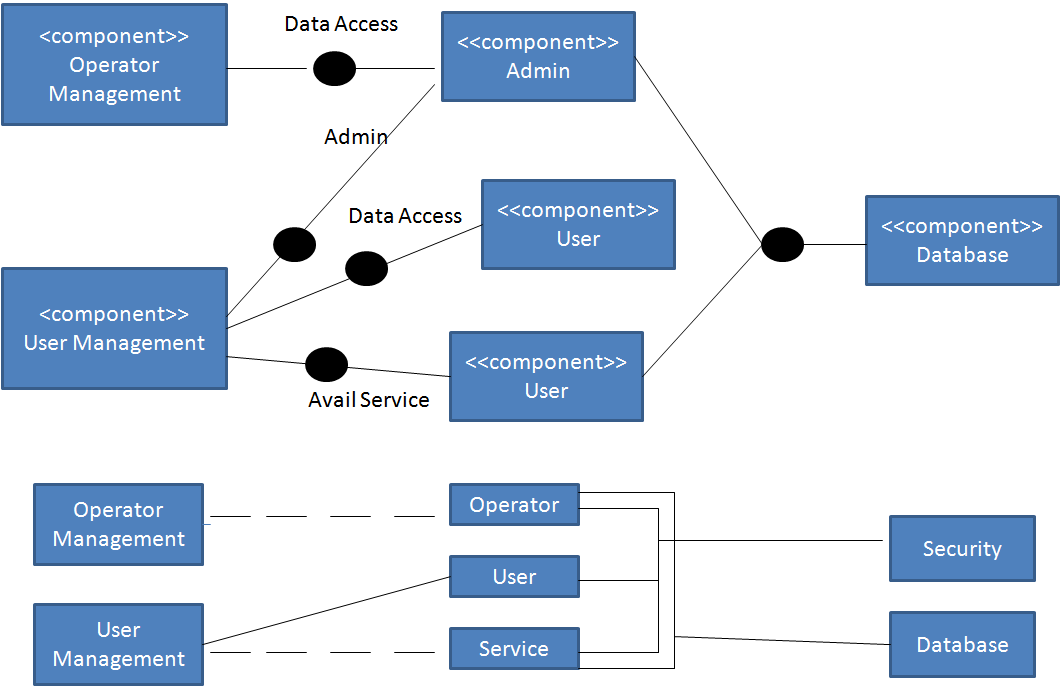 <component>>
Operator
Management
Data Access
<<component>>
Admin
Admin
Data Access
<<component>>
User
<<component>>
Database
<component>>
User Management
<<component>>
User
Avail Service
Operator
Management
Operator
User
Security
User
Management
Service
Database